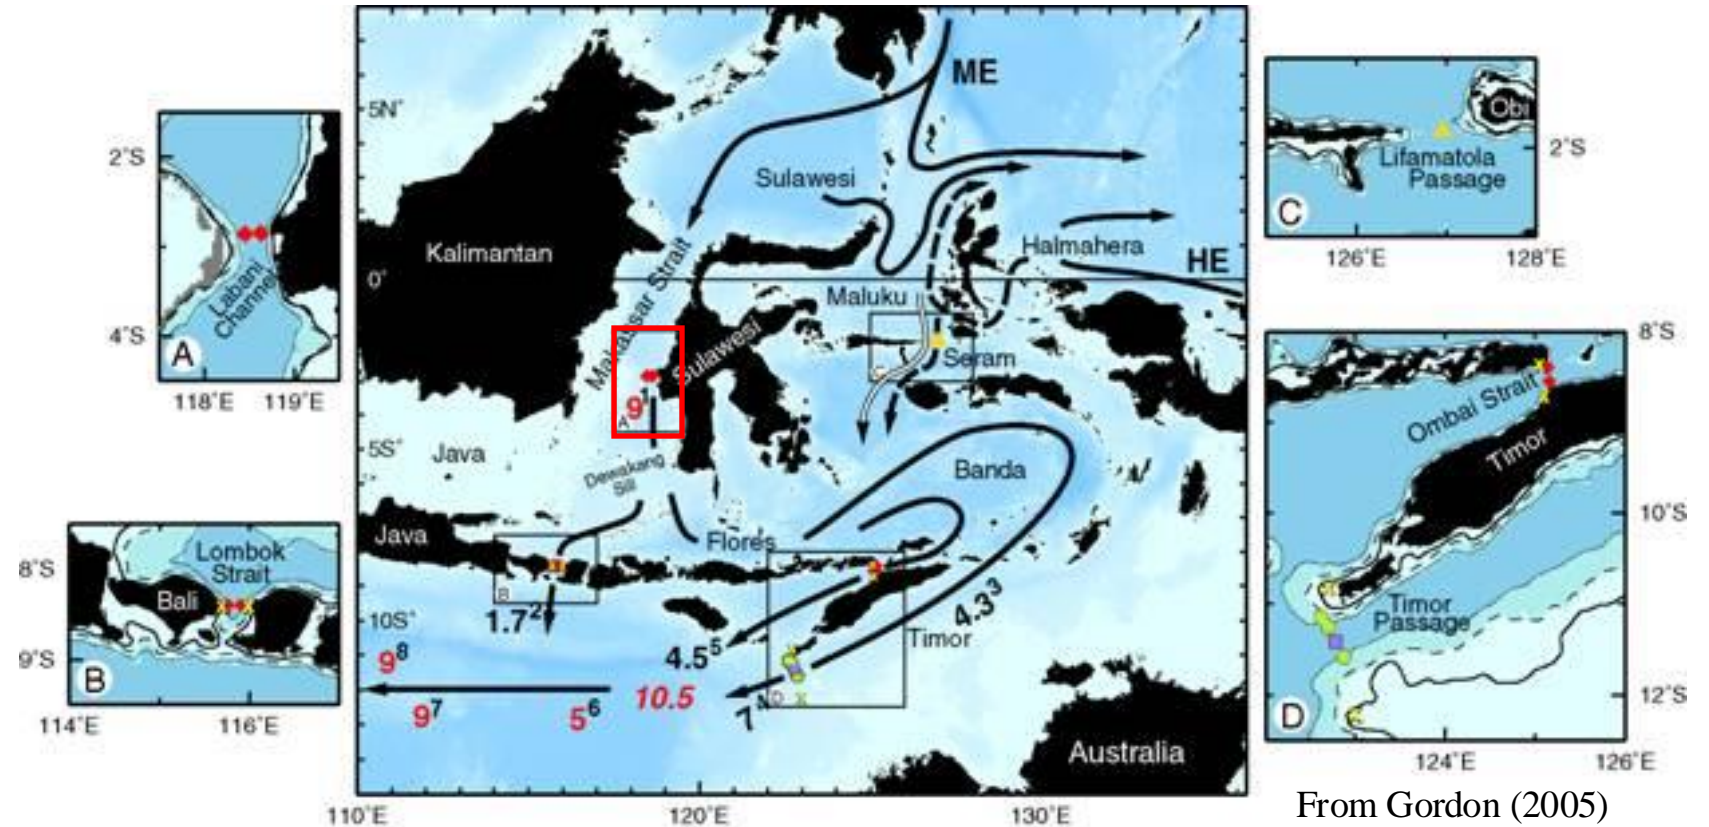 2°S
4°S
Labani
Channel
A
118°E
119°E
8°S
9°S
Lombok
Strait
Bali
B
114°E
116°E
5N°
0°
5S°
10S°
110°E
120°E
130°E
ME
Sulawesi
Kalimantan
Makassar Strait
Halmahera
HE
Maluku
Sulawesi
Seram
C
9¹
A
Java
Dewakang
Sill
Banda
Java
Flores
B
1.7²
4.5⁵
4.3³
Timor
9⁸
10.5
9⁷
5⁶
7⁴
D
Australia
Obi
Lifamatola
Passage
C
2°S
126°E
128°E
8°S
Ombai Strait
Timor
10°S
Timor
Passage
12°S
D
124°E
126°E
From Gordon (2005)